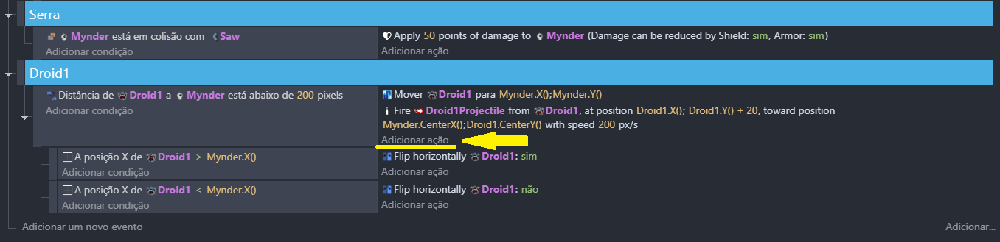 Serra
Mynder está em colisão com Saw
Apply 50 points of damage to Mynder (Damage can be reduced by Shield: sim, Armor: sim)
Adicionar condição
Adicionar ação
Droid1
Distância de Droid1 a Mynder está abaixo de 200 pixels
Adicionar condição
Mover Droid1 para Mynder.X();Mynder.Y()
Fire Droid1Projectile from Droid1, at position Droid1.X(); Droid1.Y() + 20, toward position
Mynder.CenterX();Droid1.CenterY() with speed 200 px/s
Adicionar ação
A posição X de Droid1 > Mynder.X()
Flip horizontally Droid1: sim
Adicionar condição
Adicionar ação
A posição X de Droid1 < Mynder.X()
Flip horizontally Droid1: não
Adicionar condição
Adicionar ação
Adicionar um novo evento
Adicionar...